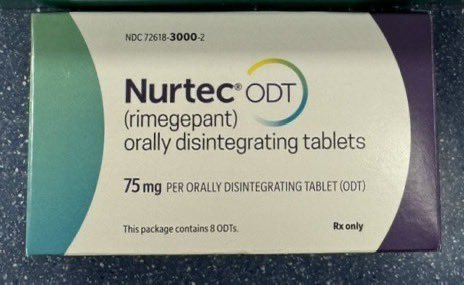 NDC 72618-3000-2
Nurtec® ODT
(rimegepant)
orally disintegrating tablets
75 mg PER ORALLY DISINTEGRATING TABLET (ODT)
This package contains 8 ODTs.
Rx only